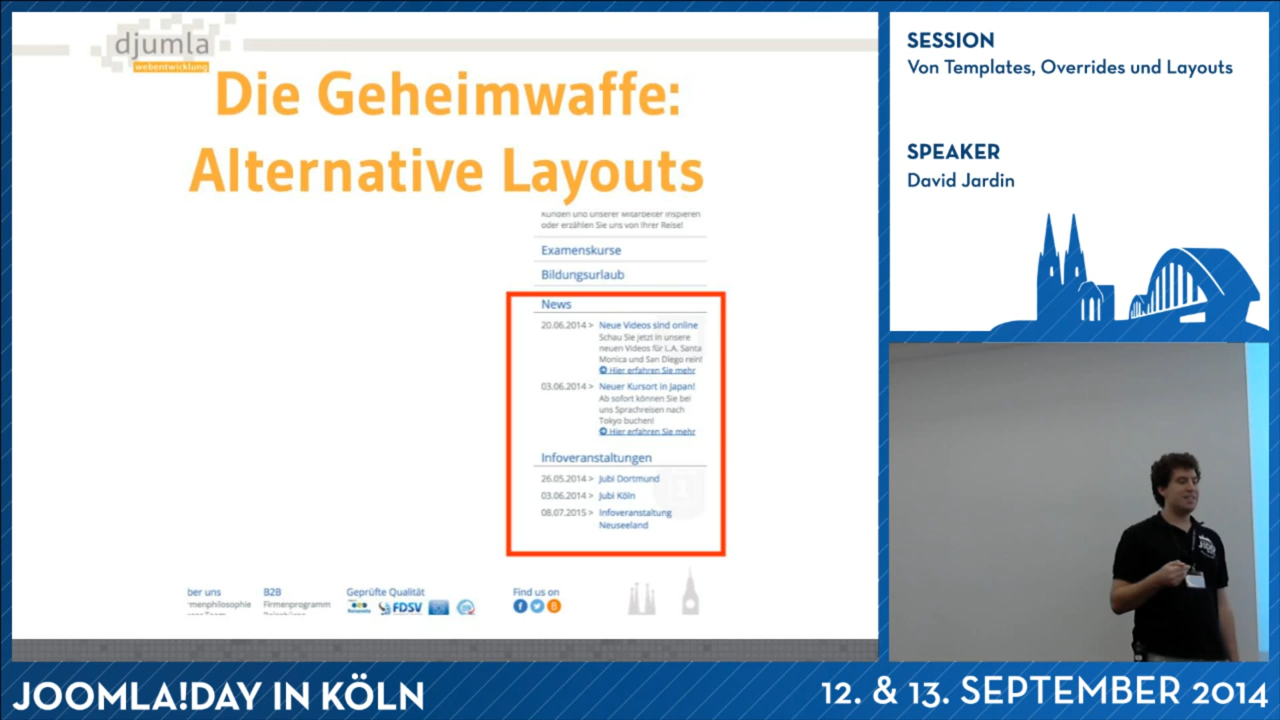 djumla
webentwicklung
Die Geheimwaffe:
Alternative Layouts
Kunden und unserer Mitarbeiter inspieren
oder erzählen Sie uns von Ihrer Reise!
Examenskurse
Bildungsurlaub
News
20.06.2014 > Neue Videos sind online
Schau Sie jetzt in unsere
neuen Videos für L.A. Santa
Monica und San Diego rein!
Hier erfahren Sie mehr
03.06.2014 > Neuer Kursort in Japan!
Ab sofort können Sie bei
uns Sprachreisen nach
Tokyo buchen!
Hier erfahren Sie mehr
Infoveranstaltungen
26.05.2014 > Jubi Dortmund
03.06.2014 > Jubi Köln
08.07.2015 > Infoveranstaltung
Neuseeland
ber uns
menphilosophie
B2B
Firmenprogramm
Geprüfte Qualität
FDSV
Find us on
SESSION
Von Templates, Overrides und Layouts
SPEAKER
David Jardin
JOOMLA!DAY IN KÖLN
12. & 13. SEPTEMBER 2014